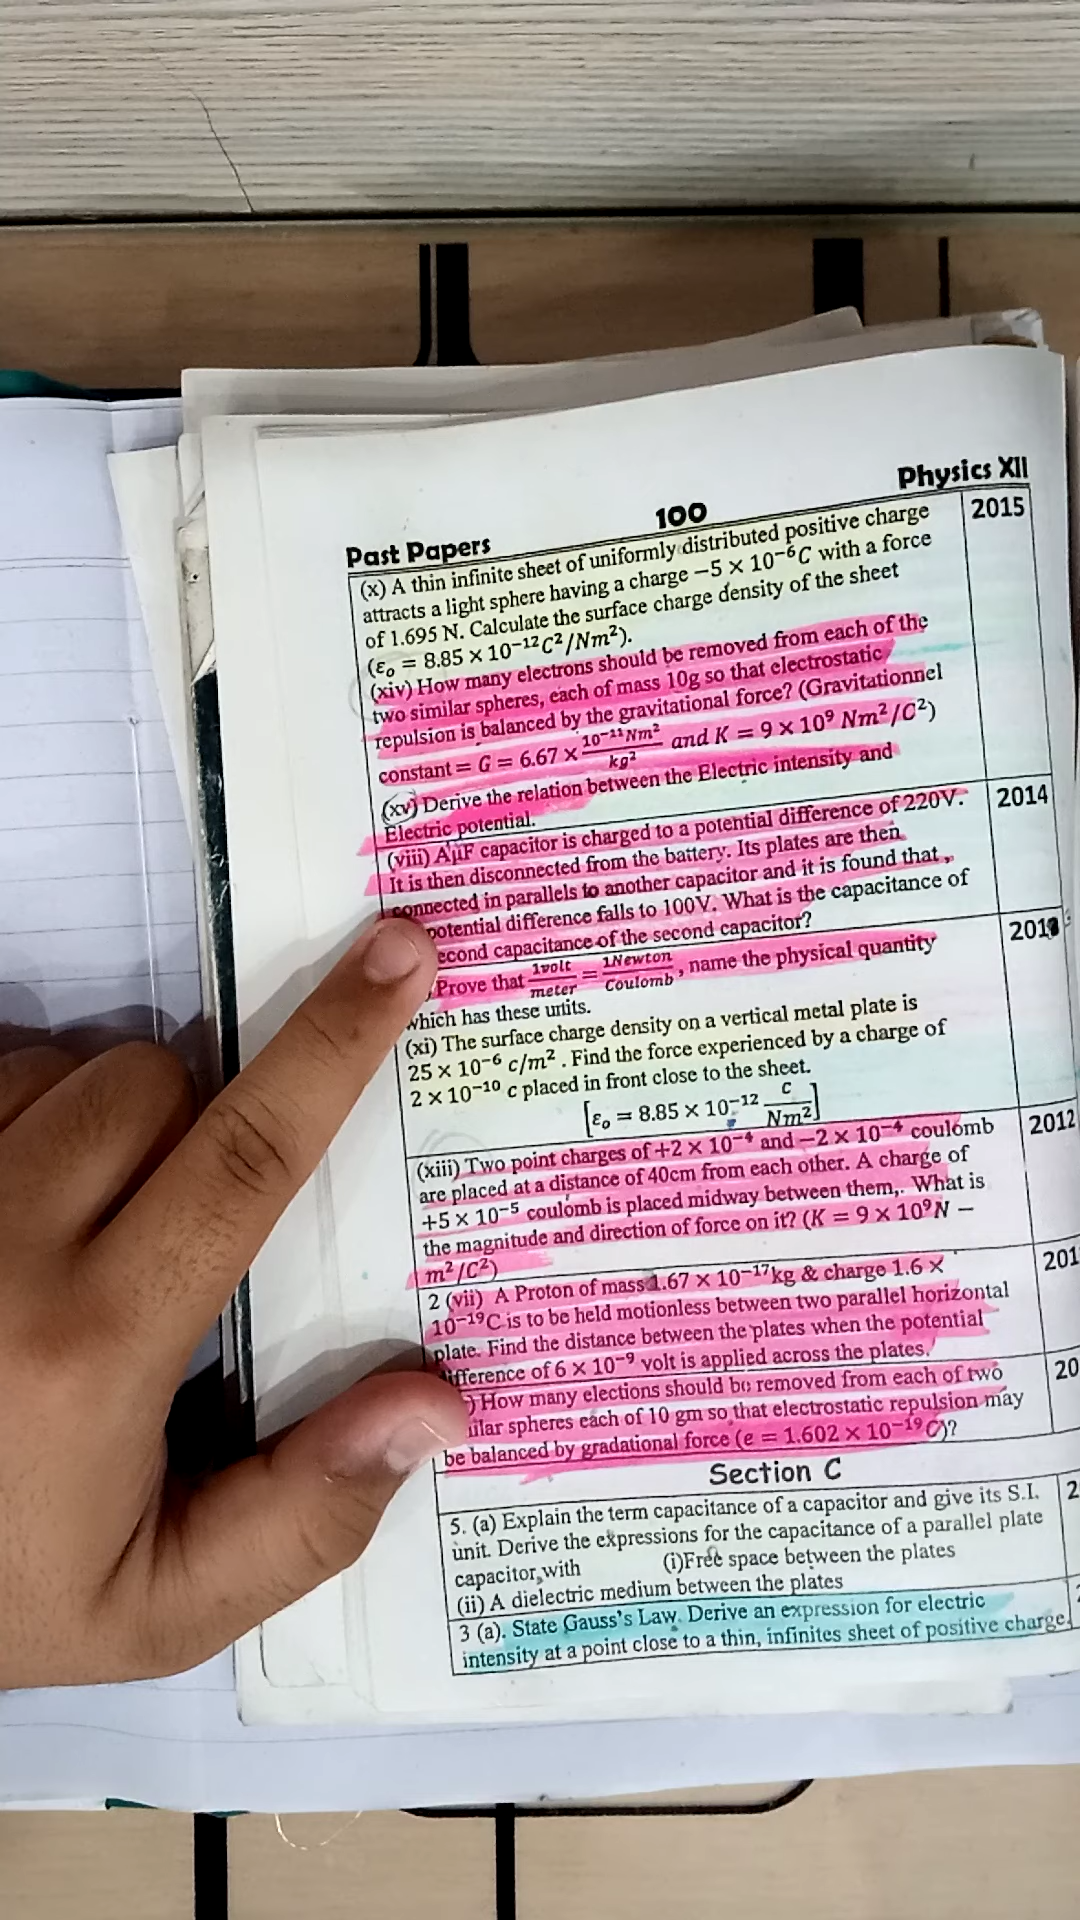 Past Papers 100 Physics XII
(x) A thin infinite sheet of uniformly distributed positive charge 2015
attracts a light sphere having a charge −5 × 10⁻⁶C with a force
of 1.695 N. Calculate the surface charge density of the sheet
(εₒ = 8.85 × 10⁻¹²C²/Nm²).
(xiv) How many electrons should be removed from each of the
two similar spheres, each of mass 10g so that electrostatic
repulsion is balanced by the gravitational force? (Gravitationnel
constant = G = 6.67 × 10⁻¹¹Nm²/kg² and K = 9 × 10⁹ Nm²/C²)
(xv) Derive the relation between the Electric intensity and
Electric potential.
(viii) AμF capacitor is charged to a potential difference of 220V. 2014
It is then disconnected from the battery. Its plates are then
connected in parallels to another capacitor and it is found that
potential difference falls to 100V. What is the capacitance of
econd capacitance of the second capacitor?
Prove that 1volt/meter = 1Newton/Coulomb, name the physical quantity 2013
which has these units.
(xi) The surface charge density on a vertical metal plate is
25 × 10⁻⁶ c/m². Find the force experienced by a charge of
2 × 10⁻¹⁰ c placed in front close to the sheet.
[εₒ = 8.85 × 10⁻¹² C/Nm²]
(xiii) Two point charges of +2 × 10⁻⁴ and −2 × 10⁻⁴ coulomb 2012
are placed at a distance of 40cm from each other. A charge of
+5 × 10⁻⁵ coulomb is placed midway between them,. What is
the magnitude and direction of force on it? (K = 9 × 10⁹N −
m²/C²)
2 (vii) A Proton of mass 1.67 × 10⁻¹⁷kg & charge 1.6 × 201
10⁻¹⁹C is to be held motionless between two parallel horizontal
plate. Find the distance between the plates when the potential
ifference of 6 × 10⁻⁹ volt is applied across the plates.
) How many elections should be removed from each of two 20
ilar spheres each of 10 gm so that electrostatic repulsion may
be balanced by gradational force (e = 1.602 × 10⁻¹⁹C)?
Section C
5. (a) Explain the term capacitance of a capacitor and give its S.I. 2
unit. Derive the expressions for the capacitance of a parallel plate
capacitor, with (i)Free space between the plates
(ii) A dielectric medium between the plates
3 (a). State Gauss's Law. Derive an expression for electric
intensity at a point close to a thin, infinites sheet of positive charge.